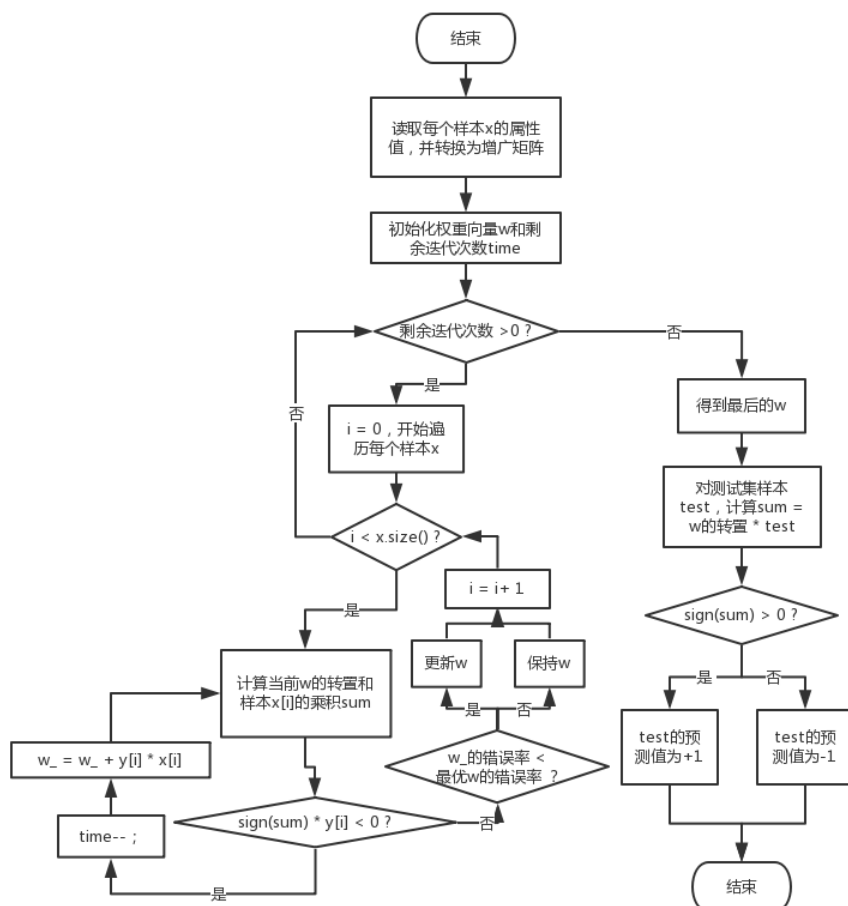 结束
读取每个样本x的属性
值，并转换为增广矩阵
初始化权重向量w和剩
余迭代次数time
剩余迭代次数 >0 ?
否
是
否
得到最后的w
i = 0，开始遍
历每个样本x
对测试集样本
test，计算sum =
w的转置 * test
i < x.size() ?
i = i+ 1
是
sign(sum) > 0 ?
更新w
保持w
计算当前w的转置和
样本x[i]的乘积sum
是
否
是
否
test的预
测值为+1
test的预
测值为-1
w_ = w_ + y[i] * x[i]
w_的错误率 <
最优w的错误率 ？
sign(sum) * y[i] < 0 ?
否
time-- ;
是
结束